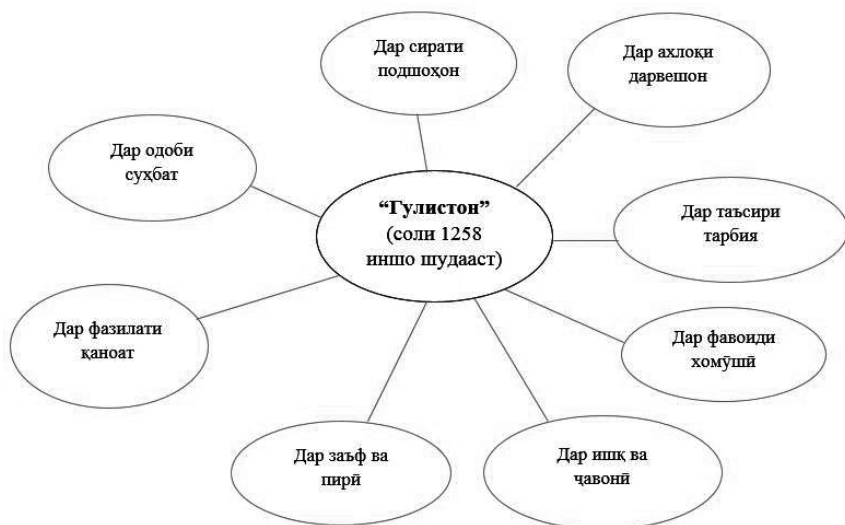 Дар сирати
подшоҳон
Дар ахлоқи
дарвешон
Дар одоби
суҳбат
“Гулистон”
(соли 1258
иншо шудааст)
Дар таъсири
тарбия
Дар фазилати
қаноат
Дар фавоиди
хомӯшӣ
Дар заъф ва
пирӣ
Дар ишқ ва
ҷавонӣ